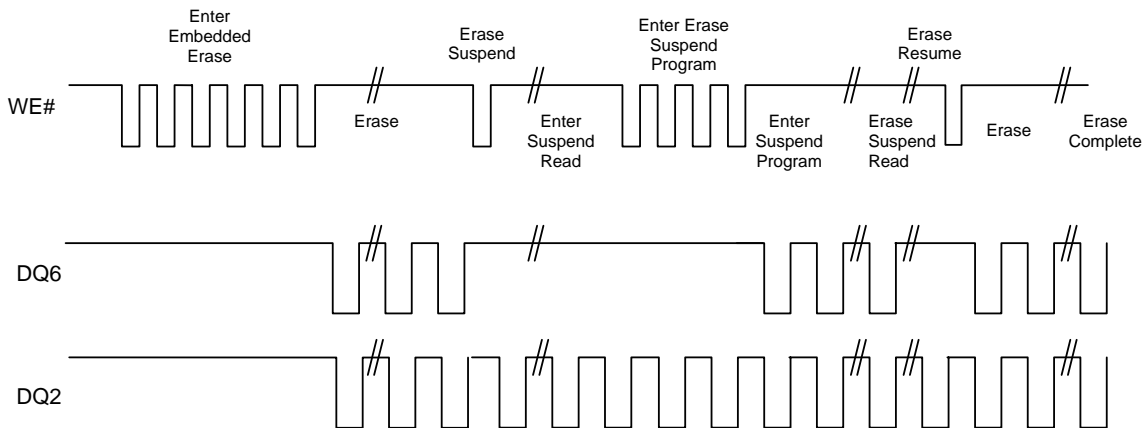 Enter
Embedded
Erase
Erase
Suspend
Enter Erase
Suspend
Program
Erase
Resume
WE#
Erase
Enter
Suspend
Read
Enter
Suspend
Program
Erase
Suspend
Read
Erase
Erase
Complete
DQ6
DQ2